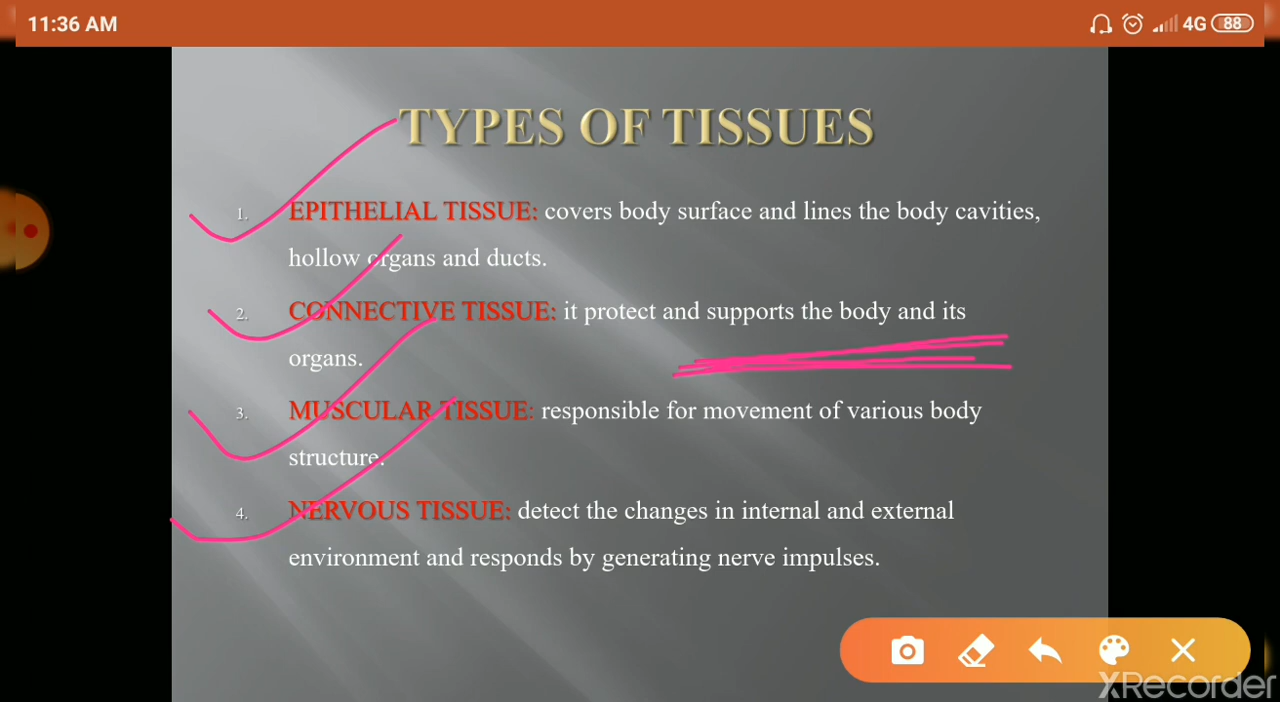 11:36 AM
4G 88
TYPES OF TISSUES
1. EPITHELIAL TISSUE: covers body surface and lines the body cavities,
hollow organs and ducts.
2. CONNECTIVE TISSUE: it protect and supports the body and its
organs.
3. MUSCULAR TISSUE: responsible for movement of various body
structure.
4. NERVOUS TISSUE: detect the changes in internal and external
environment and responds by generating nerve impulses.
XRecorder